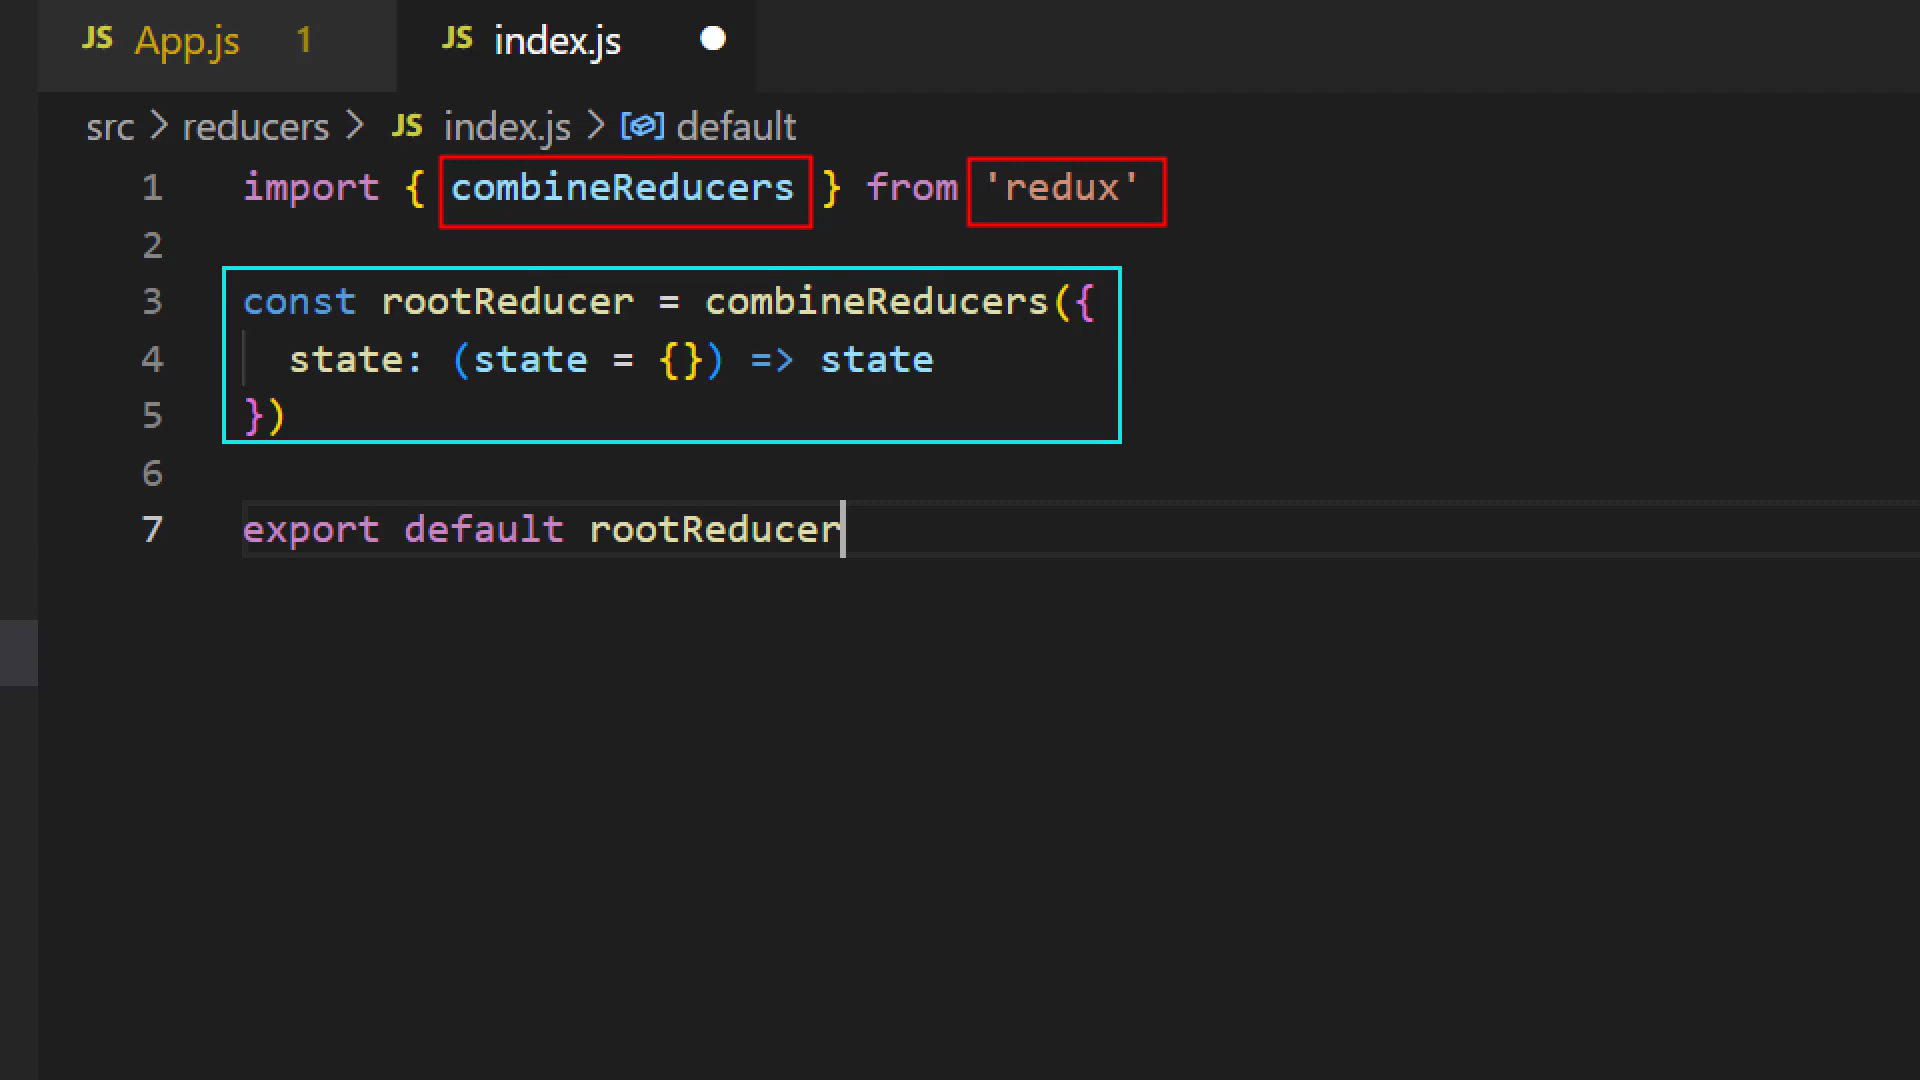 JS App.js 1 JS index.js
src > reducers > JS index.js > default
1 import { combineReducers } from 'redux'
2
3 const rootReducer = combineReducers({
4 state: (state = {}) => state
5 })
6
7 export default rootReducer